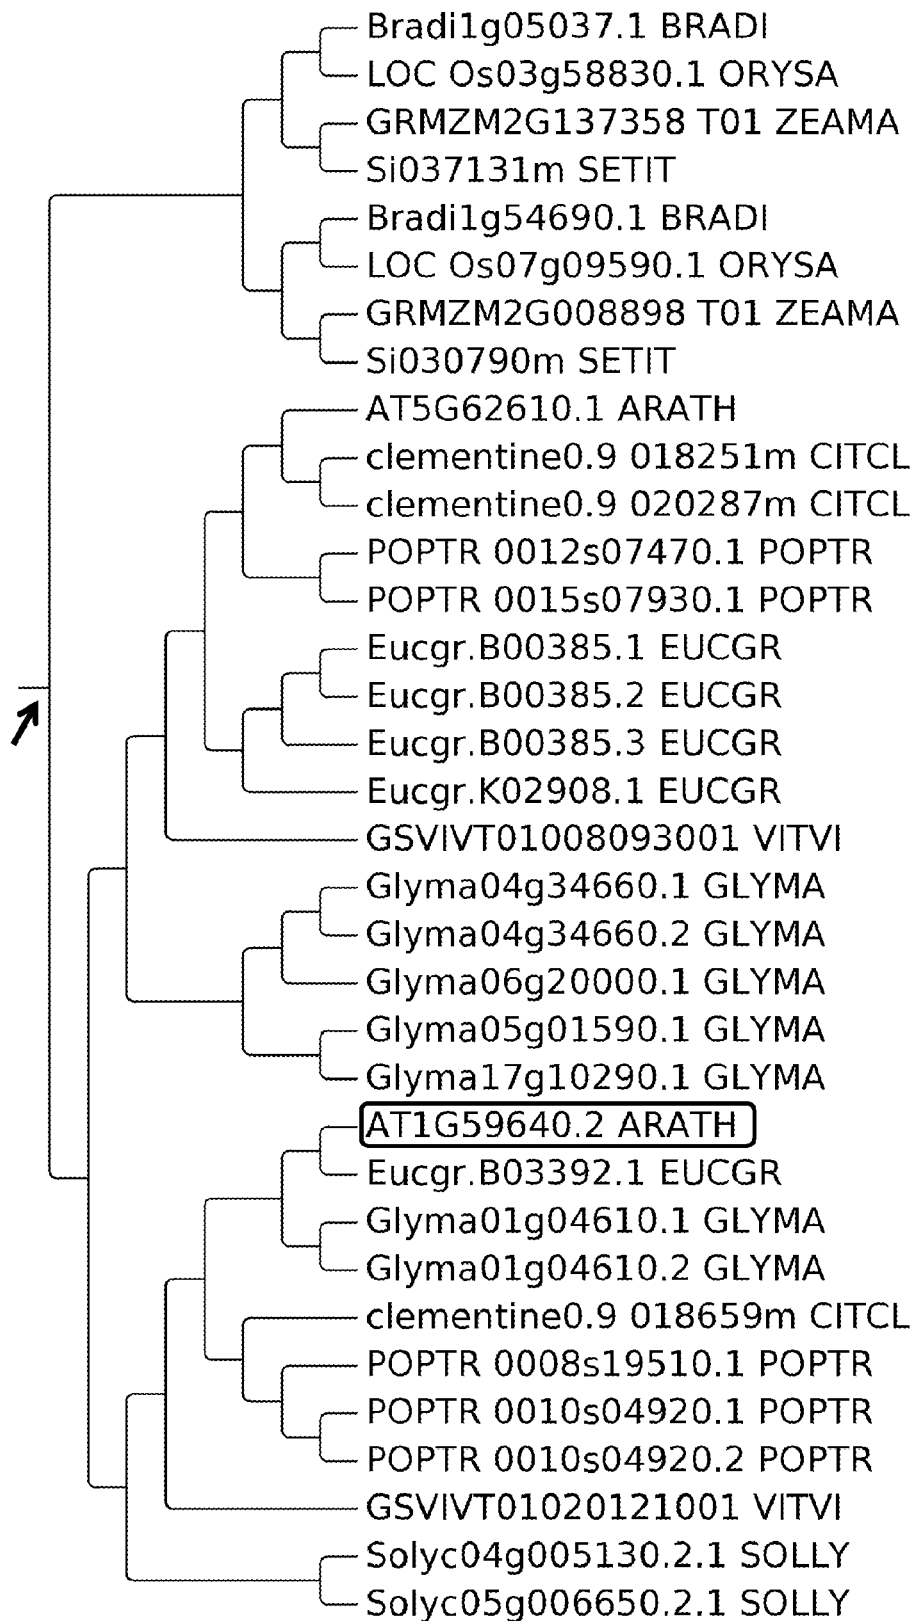 Bradi1g05037.1 BRADI
LOC Os03g58830.1 ORYSA
GRMZM2G137358 T01 ZEAMA
Si037131m SETIT
Bradi1g54690.1 BRADI
LOC Os07g09590.1 ORYSA
GRMZM2G008898 T01 ZEAMA
Si030790m SETIT
AT5G62610.1 ARATH
clementine0.9 018251m CITCL
clementine0.9 020287m CITCL
POPTR 0012s07470.1 POPTR
POPTR 0015s07930.1 POPTR
Eucgr.B00385.1 EUCGR
Eucgr.B00385.2 EUCGR
Eucgr.B00385.3 EUCGR
Eucgr.K02908.1 EUCGR
GSVIVT01008093001 VITVI
Glyma04g34660.1 GLYMA
Glyma04g34660.2 GLYMA
Glyma06g20000.1 GLYMA
Glyma05g01590.1 GLYMA
Glyma17g10290.1 GLYMA
AT1G59640.2 ARATH
Eucgr.B03392.1 EUCGR
Glyma01g04610.1 GLYMA
Glyma01g04610.2 GLYMA
clementine0.9 018659m CITCL
POPTR 0008s19510.1 POPTR
POPTR 0010s04920.1 POPTR
POPTR 0010s04920.2 POPTR
GSVIVT01020121001 VITVI
Solyc04g005130.2.1 SOLLY
Solyc05g006650.2.1 SOLLY